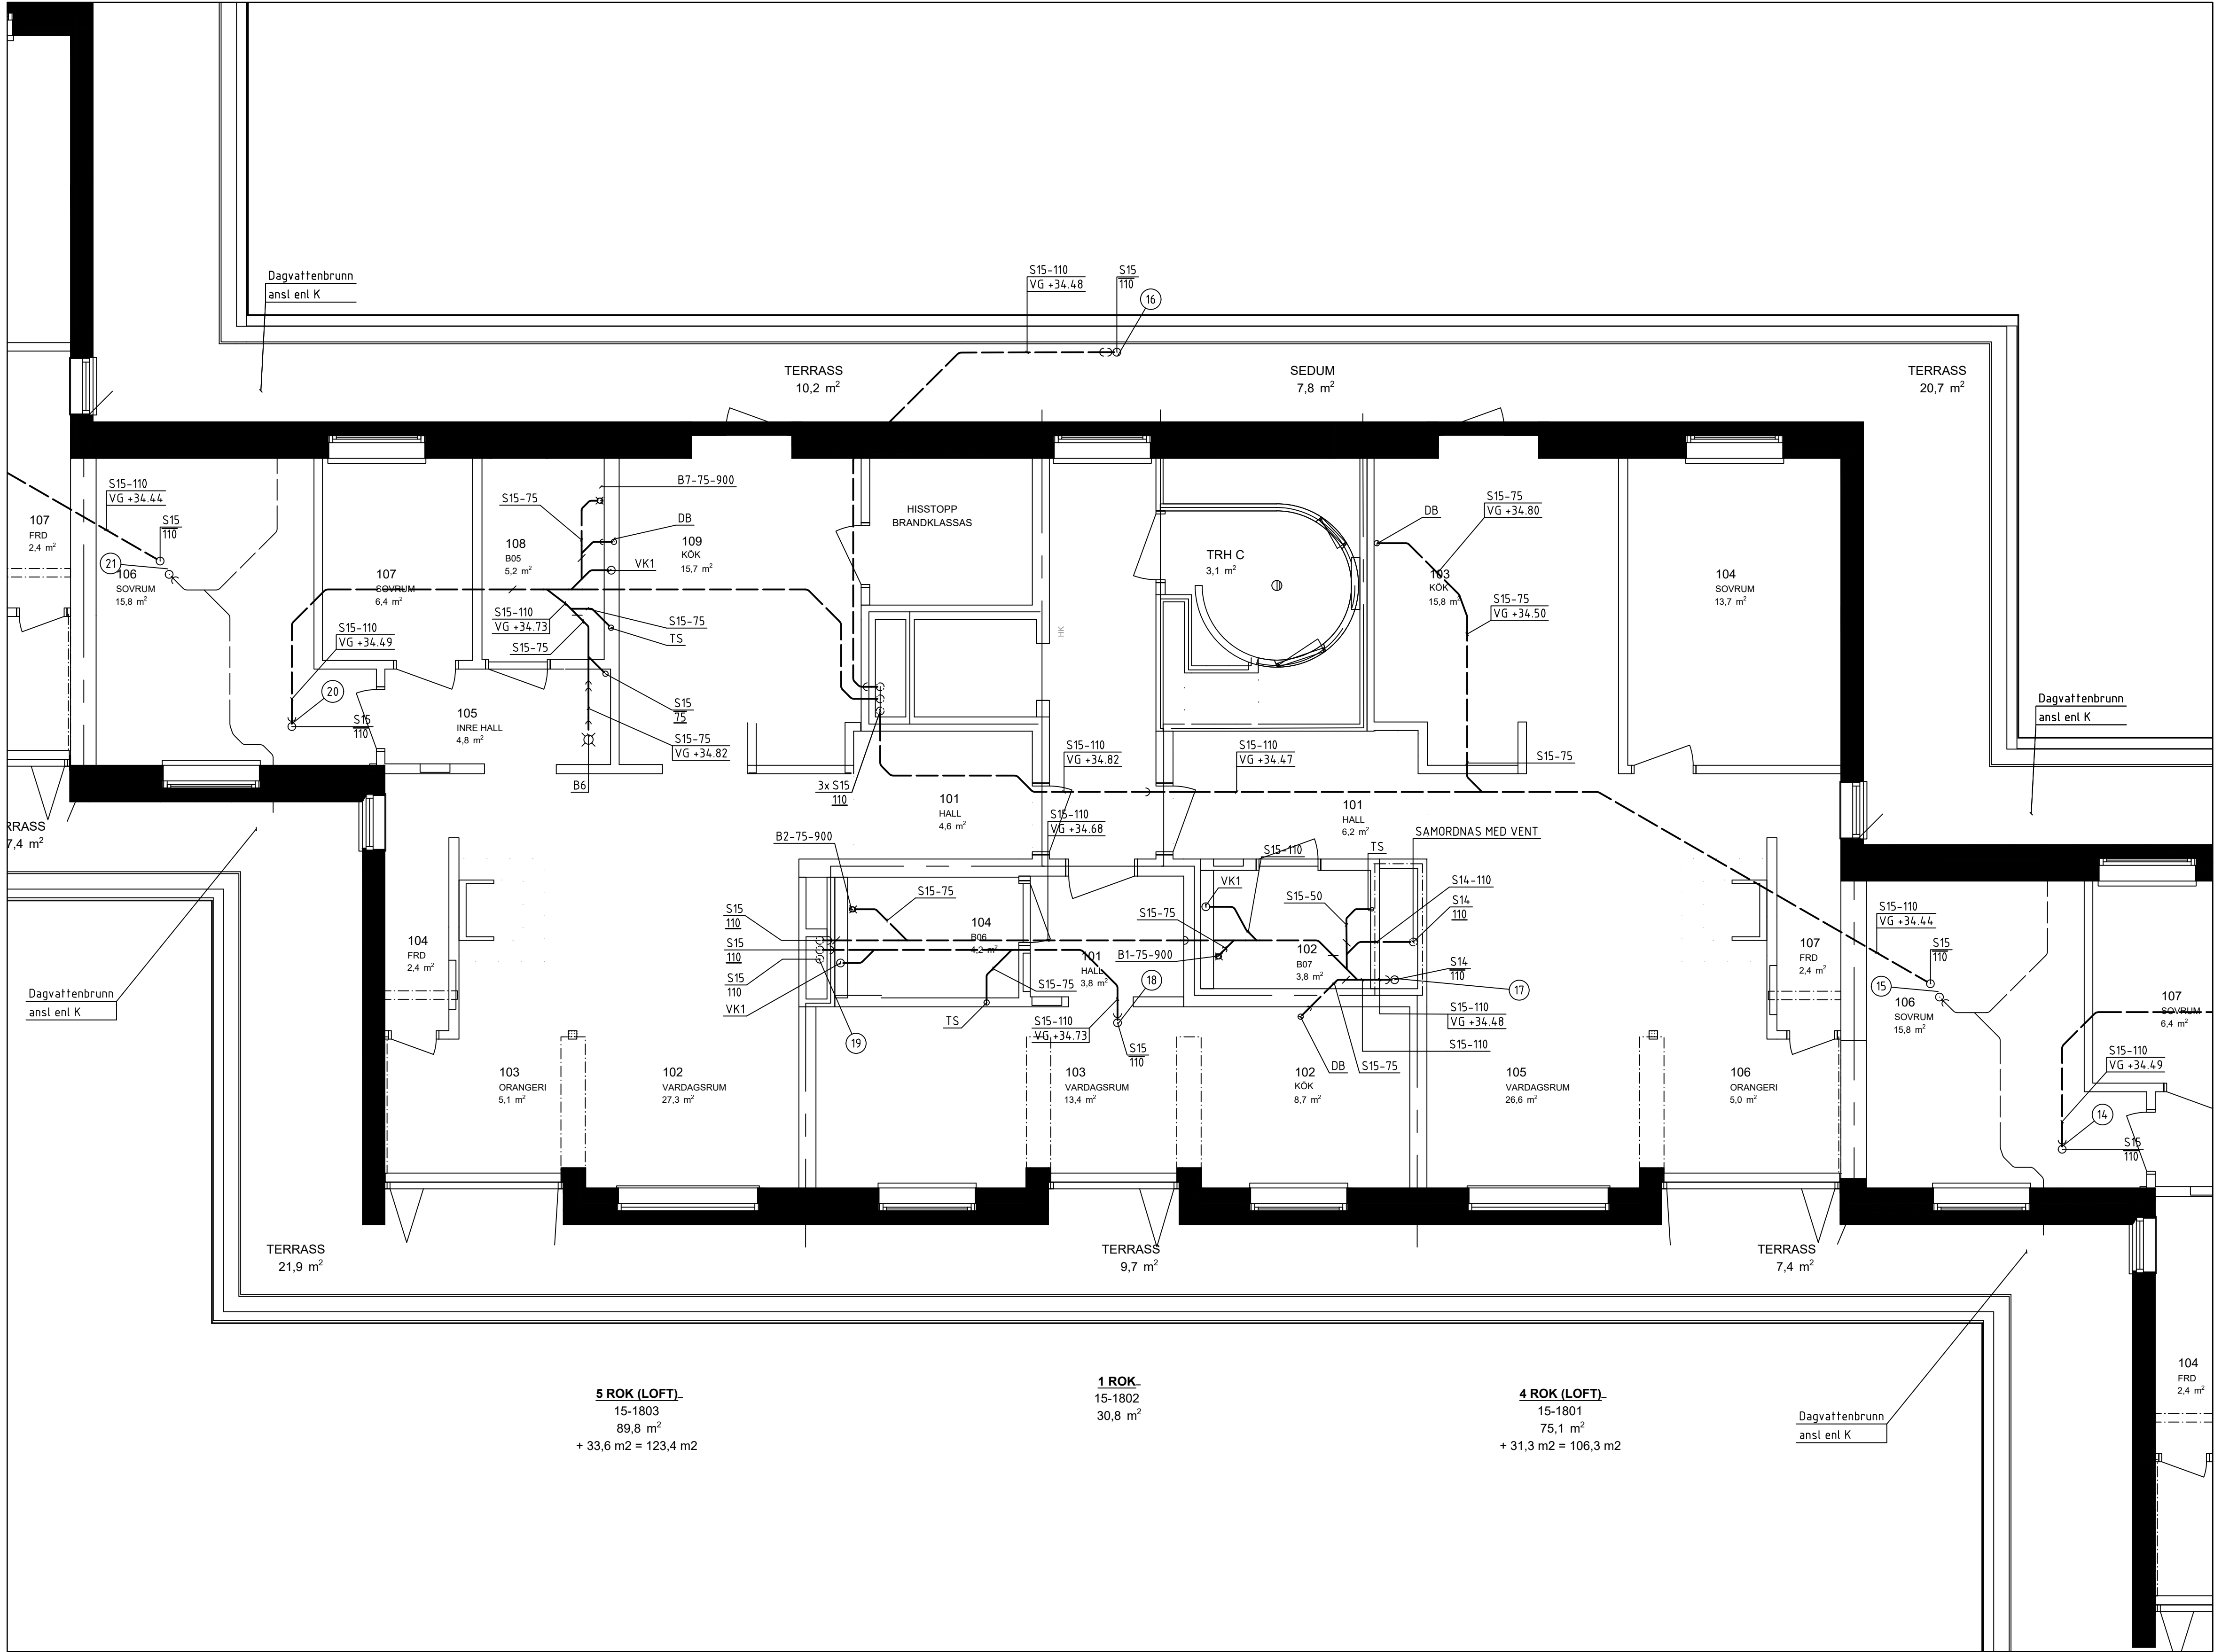 Dagvattenbrunn
ansl enl K
S15-110
VG +34.48
S15
110
16
TERRASS
10,2 m²
SEDUM
7,8 m²
TERRASS
20,7 m²
S15-110
VG +34.44
S15
110
107
FRD
2,4 m²
21
106
SOVRUM
15,8 m²
107
SOVRUM
6,4 m²
S15-110
VG +34.49
20
S15
110
S15-75
B7-75-900
DB
108
B05
5,2 m²
109
KÖK
15,7 m²
VK1
S15-110
VG +34.73
S15-75
S15-75
TS
S15
75
105
INRE HALL
4,8 m²
S15-75
VG +34.82
B6
HISSTOPP
BRANDKLASSAS
HK
TRH C
3,1 m²
DB
S15-75
VG +34.80
103
KÖK
15,8 m²
S15-75
VG +34.50
104
SOVRUM
13,7 m²
S15-75
Dagvattenbrunn
ansl enl K
3x S15
110
S15-110
VG +34.82
S15-110
VG +34.47
101
HALL
4,6 m²
101
HALL
6,2 m²
S15-110
VG +34.68
RRASS
7,4 m²
B2-75-900
S15-75
SAMORDNAS MED VENT
S15-110
TS
VK1
S15-50
S14-110
S14
110
S15-75
B1-75-900
S15
110
S15
110
S15
110
VK1
104
B06
4,2 m²
101
HALL
3,8 m²
S15-75
TS
18
19
S15-110
VG +34.73
S15
110
102
B07
3,8 m²
S14
110
17
S15-110
VG +34.48
S15-110
DB
S15-75
104
FRD
2,4 m²
Dagvattenbrunn
ansl enl K
103
ORANGERI
5,1 m²
102
VARDAGSRUM
27,3 m²
103
VARDAGSRUM
13,4 m²
102
KÖK
8,7 m²
105
VARDAGSRUM
26,6 m²
106
ORANGERI
5,0 m²
107
FRD
2,4 m²
S15-110
VG +34.44
S15
110
15
106
SOVRUM
15,8 m²
107
SOVRUM
6,4 m²
S15-110
VG +34.49
14
S15
110
TERRASS
21,9 m²
TERRASS
9,7 m²
TERRASS
7,4 m²
5 ROK (LOFT)
15-1803
89,8 m²
+ 33,6 m2 = 123,4 m2
1 ROK
15-1802
30,8 m²
4 ROK (LOFT)
15-1801
75,1 m²
+ 31,3 m2 = 106,3 m2
Dagvattenbrunn
ansl enl K
104
FRD
2,4 m²